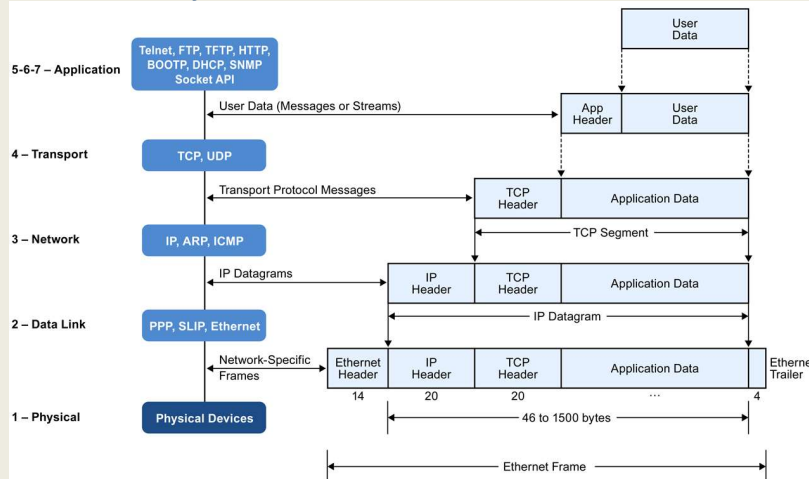 User
Data
Telnet, FTP, TFTP, HTTP,
BOOTP, DHCP, SNMP
Socket API
5-6-7 – Application
User Data (Messages or Streams)
App
Header
User
Data
4 – Transport
TCP, UDP
Transport Protocol Messages
TCP
Header
Application Data
TCP Segment
3 – Network
IP, ARP, ICMP
IP Datagrams
IP
Header
TCP
Header
Application Data
IP Datagram
2 – Data Link
PPP, SLIP, Ethernet
Network-Specific
Frames
Ethernet
Header
IP
Header
TCP
Header
Application Data
Ethernet
Trailer
14
20
20
...
4
1 – Physical
Physical Devices
46 to 1500 bytes
Ethernet Frame